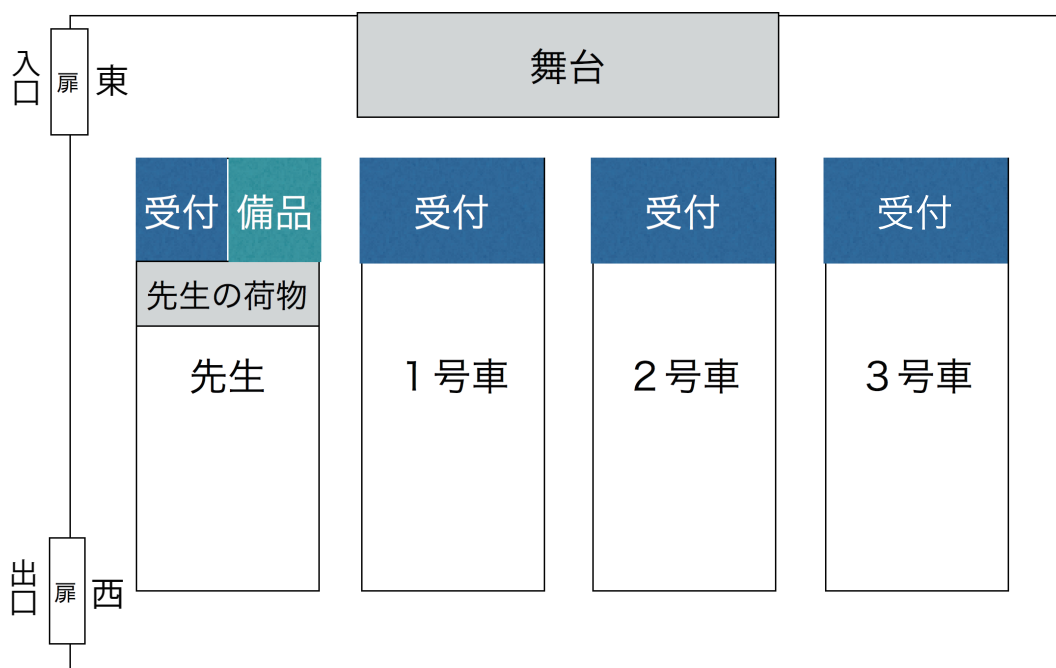 舞台
入口
扉
東
受付
備品
受付
受付
受付
先生の荷物
先生
１号車
２号車
３号車
出口
扉
西